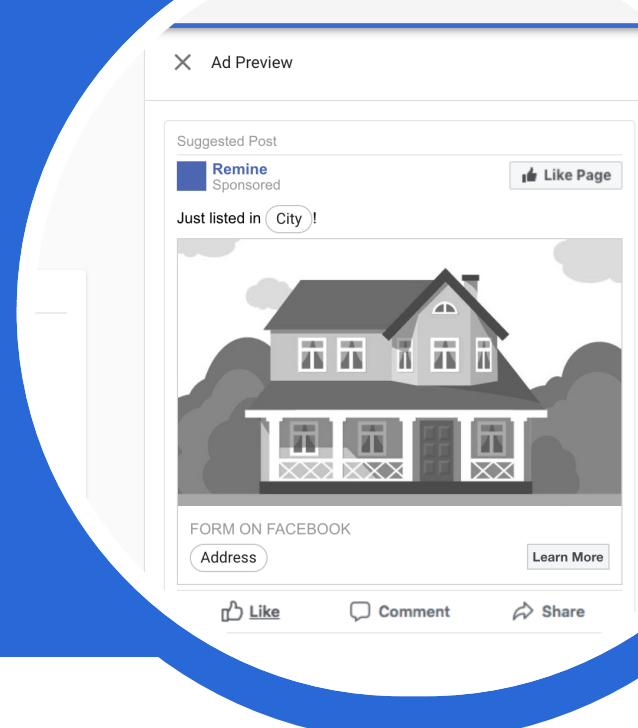 Ad Preview
Suggested Post
Remine
Sponsored
Like Page
Just listed in City!
FORM ON FACEBOOK
Address
Learn More
Like
Comment
Share